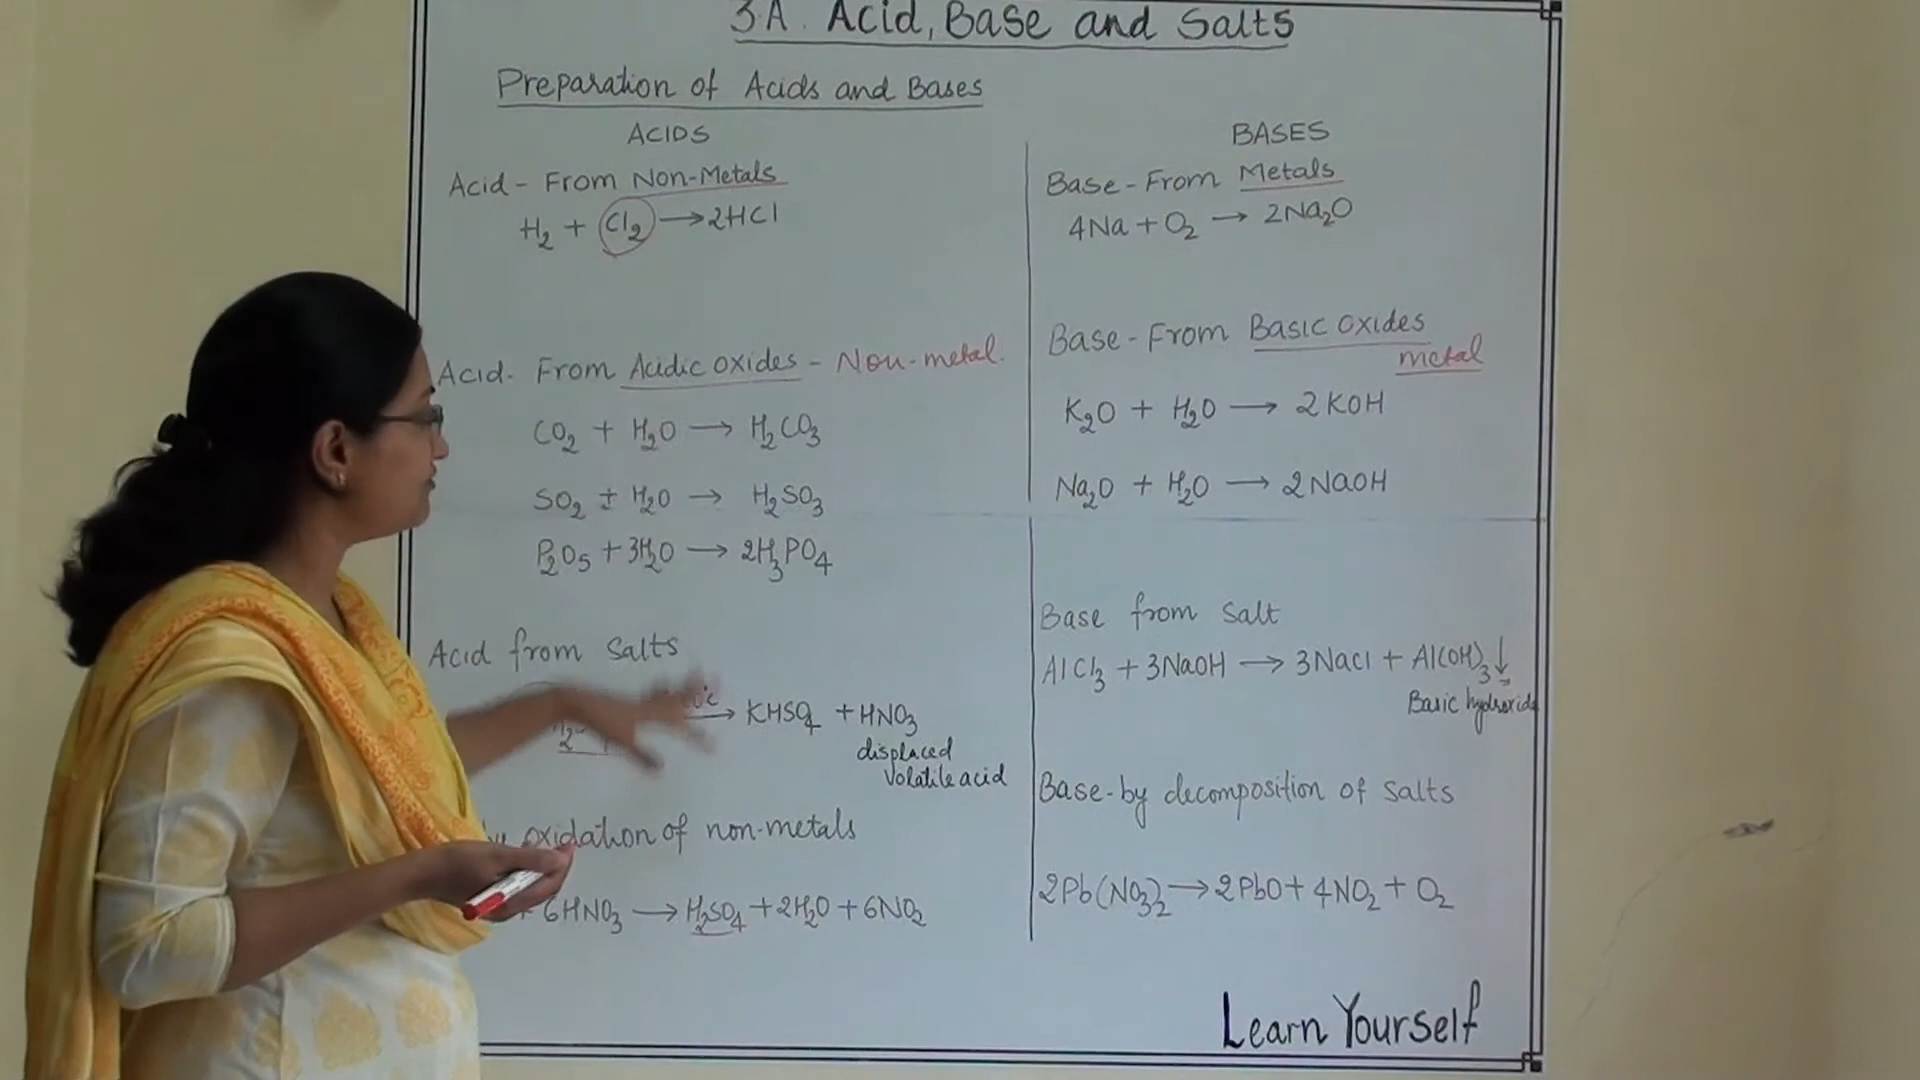 3A. Acid, Base and Salts
Preparation of Acids and Bases
ACIDS
Acid - From Non-Metals
H₂ + Cl₂ → 2HCl
Acid - From Acidic oxides - Non-metal.
CO₂ + H₂O → H₂CO₃
SO₂ + H₂O → H₂SO₃
P₂O₅ + 3H₂O → 2H₃PO₄
Acid from salts
→ KHSO₄ + HNO₃
displaced
Volatile acid
oxidation of non-metals
+ 6HNO₃ → H₂SO₄ + 2H₂O + 6NO₂
BASES
Base - From Metals
4Na + O₂ → 2Na₂O
Base - From Basic oxides
metal
K₂O + H₂O → 2KOH
Na₂O + H₂O → 2NaOH
Base from salt
AlCl₃ + 3NaOH → 3NaCl + Al(OH)₃↓
Basic hydroxide
Base - by decomposition of salts
2Pb(NO₃)₂ → 2PbO + 4NO₂ + O₂
Learn Yourself